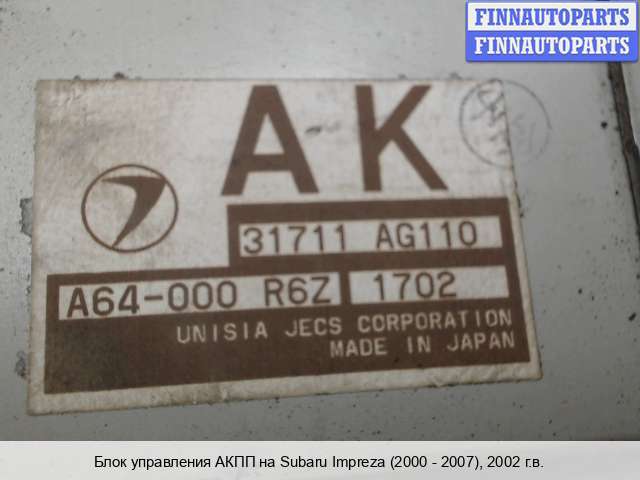 FINNAUTOPARTS
FINNAUTOPARTS
AK
31711 AG110
A64-000 R6Z 1702
UNISIA JECS CORPORATION
MADE IN JAPAN
Блок управления АКПП на Subaru Impreza (2000 - 2007), 2002 г.в.